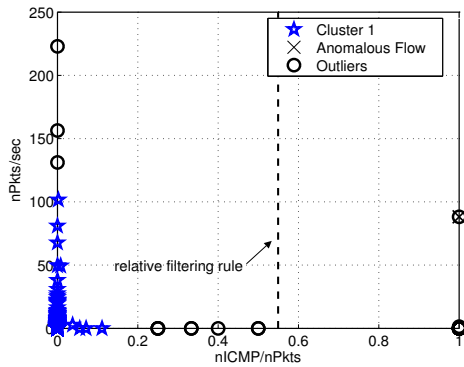 250
200
150
100
50
0
nPkts/sec
Cluster 1
Anomalous Flow
Outliers
relative filtering rule
0 0.2 0.4 0.6 0.8 1
nICMP/nPkts